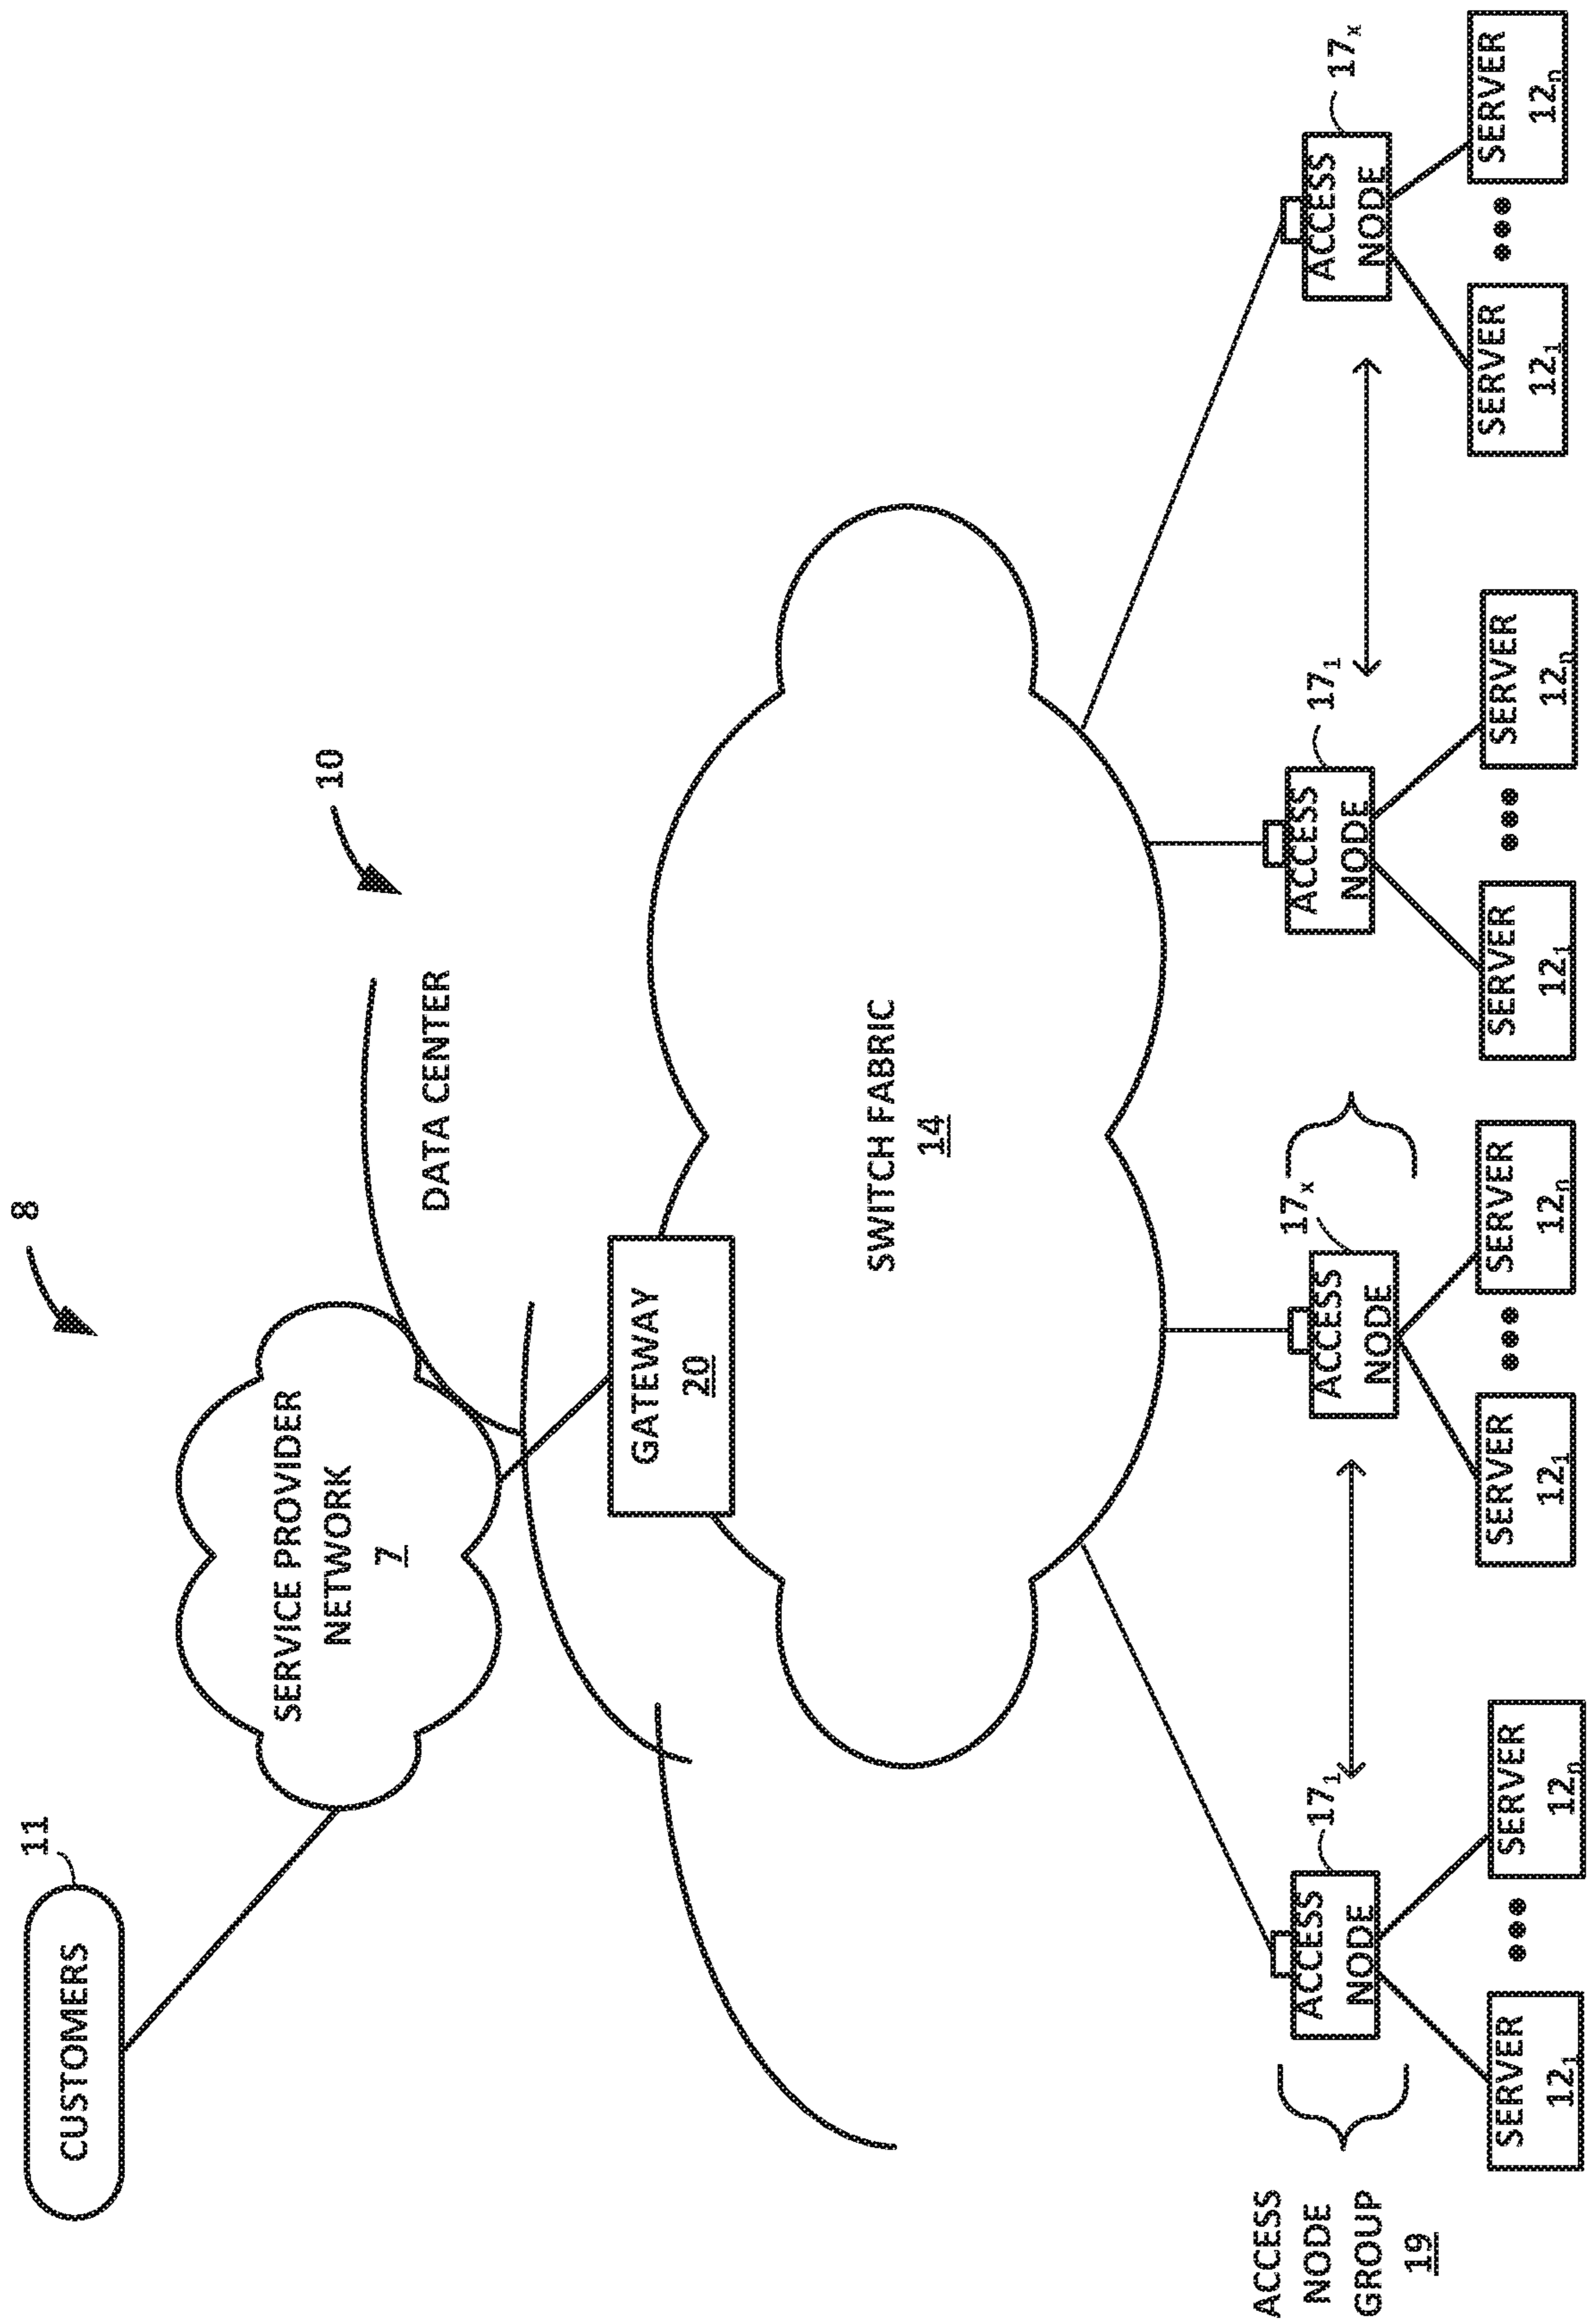 8
CUSTOMERS
11
SERVICE PROVIDER
NETWORK
7
10
DATA CENTER
GATEWAY
20
SWITCH FABRIC
14
ACCESS
NODE
GROUP
19
ACCESS
NODE
17₁
ACCESS
NODE
17ₓ
ACCESS
NODE
17₁
ACCESS
NODE
17ₓ
SERVER
12₁
SERVER
12ₙ
SERVER
12₁
SERVER
12ₙ
SERVER
12₁
SERVER
12ₙ
SERVER
12₁
SERVER
12ₙ